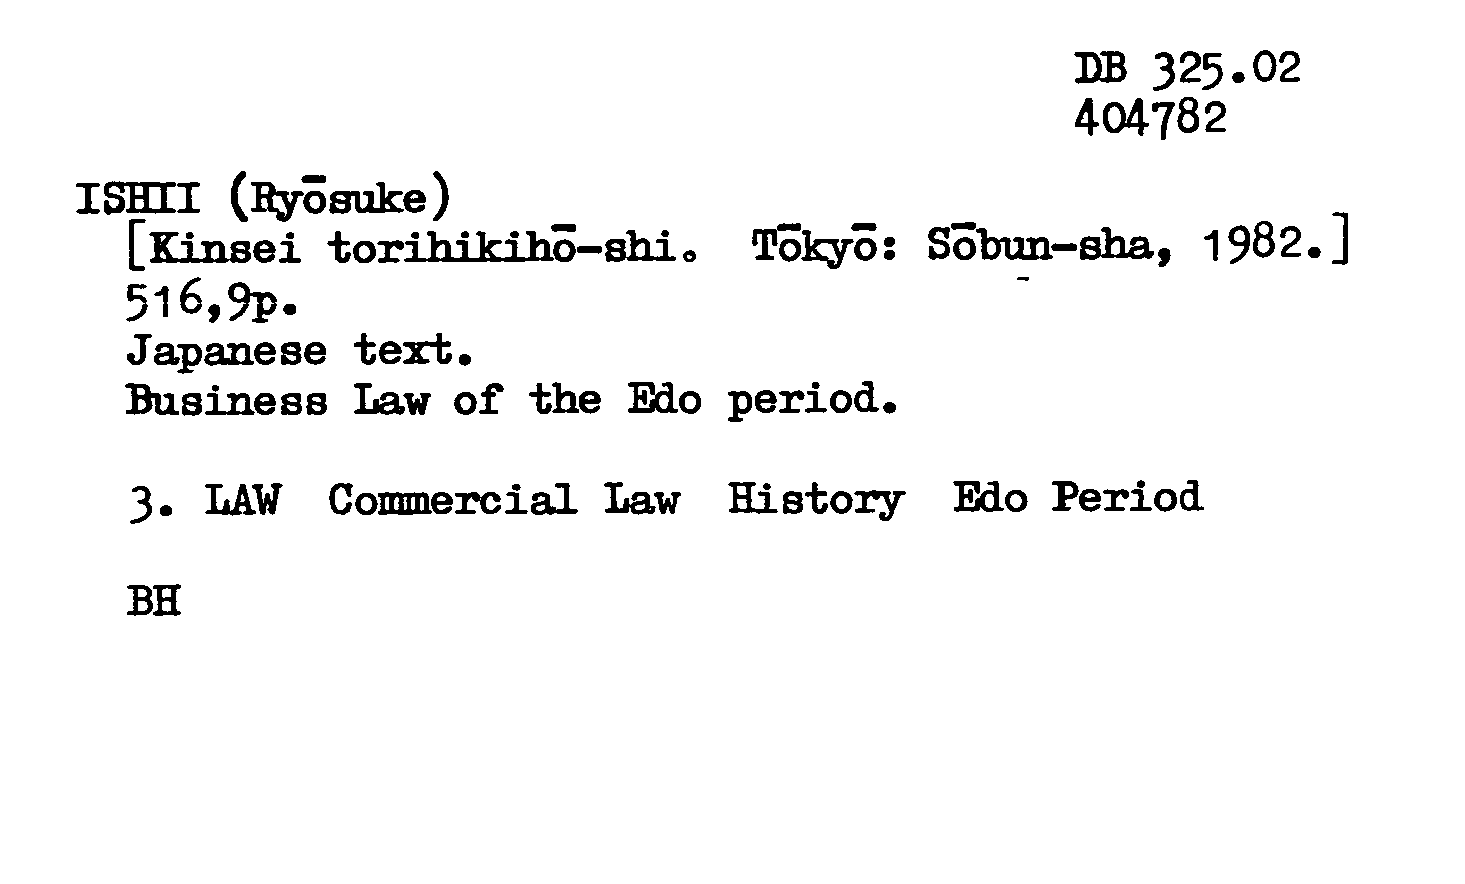 DB 325.02
404782
ISHII (Ryōsuke)
[Kinsei torihikihō-shi. Tōkyō: Sōbun-sha, 1982.]
516,9p.
Japanese text.
Business Law of the Edo period.
3. LAW Commercial Law History Edo Period
BH